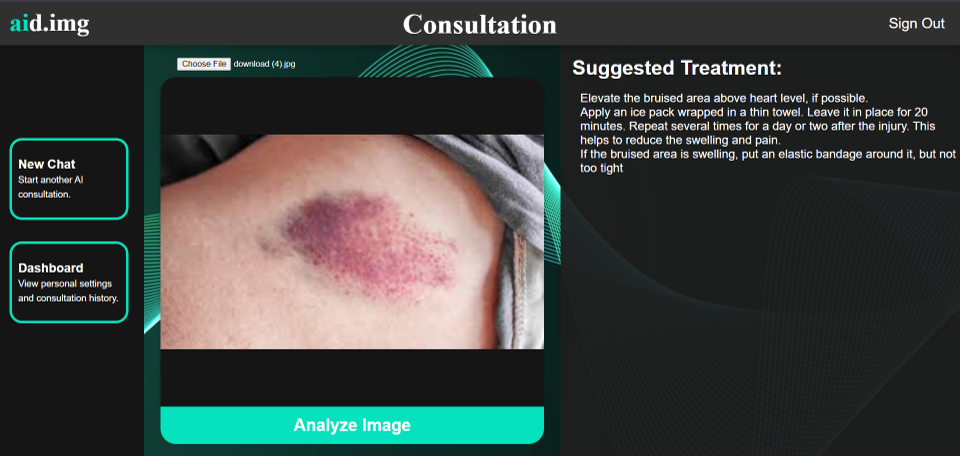 aid.img
Consultation
Sign Out
Choose File download (4).jpg
New Chat
Start another AI
consultation.
Dashboard
View personal settings
and consultation history.
Analyze Image
Suggested Treatment:
Elevate the bruised area above heart level, if possible.
Apply an ice pack wrapped in a thin towel. Leave it in place for 20
minutes. Repeat several times for a day or two after the injury. This
helps to reduce the swelling and pain.
If the bruised area is swelling, put an elastic bandage around it, but not
too tight